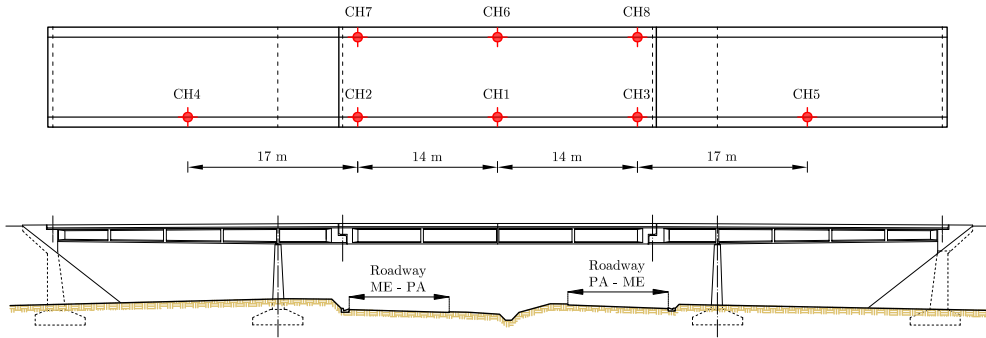 CH7
CH6
CH8
CH4
CH2
CH1
CH3
CH5
17 m
14 m
14 m
17 m
Roadway
ME - PA
Roadway
PA - ME